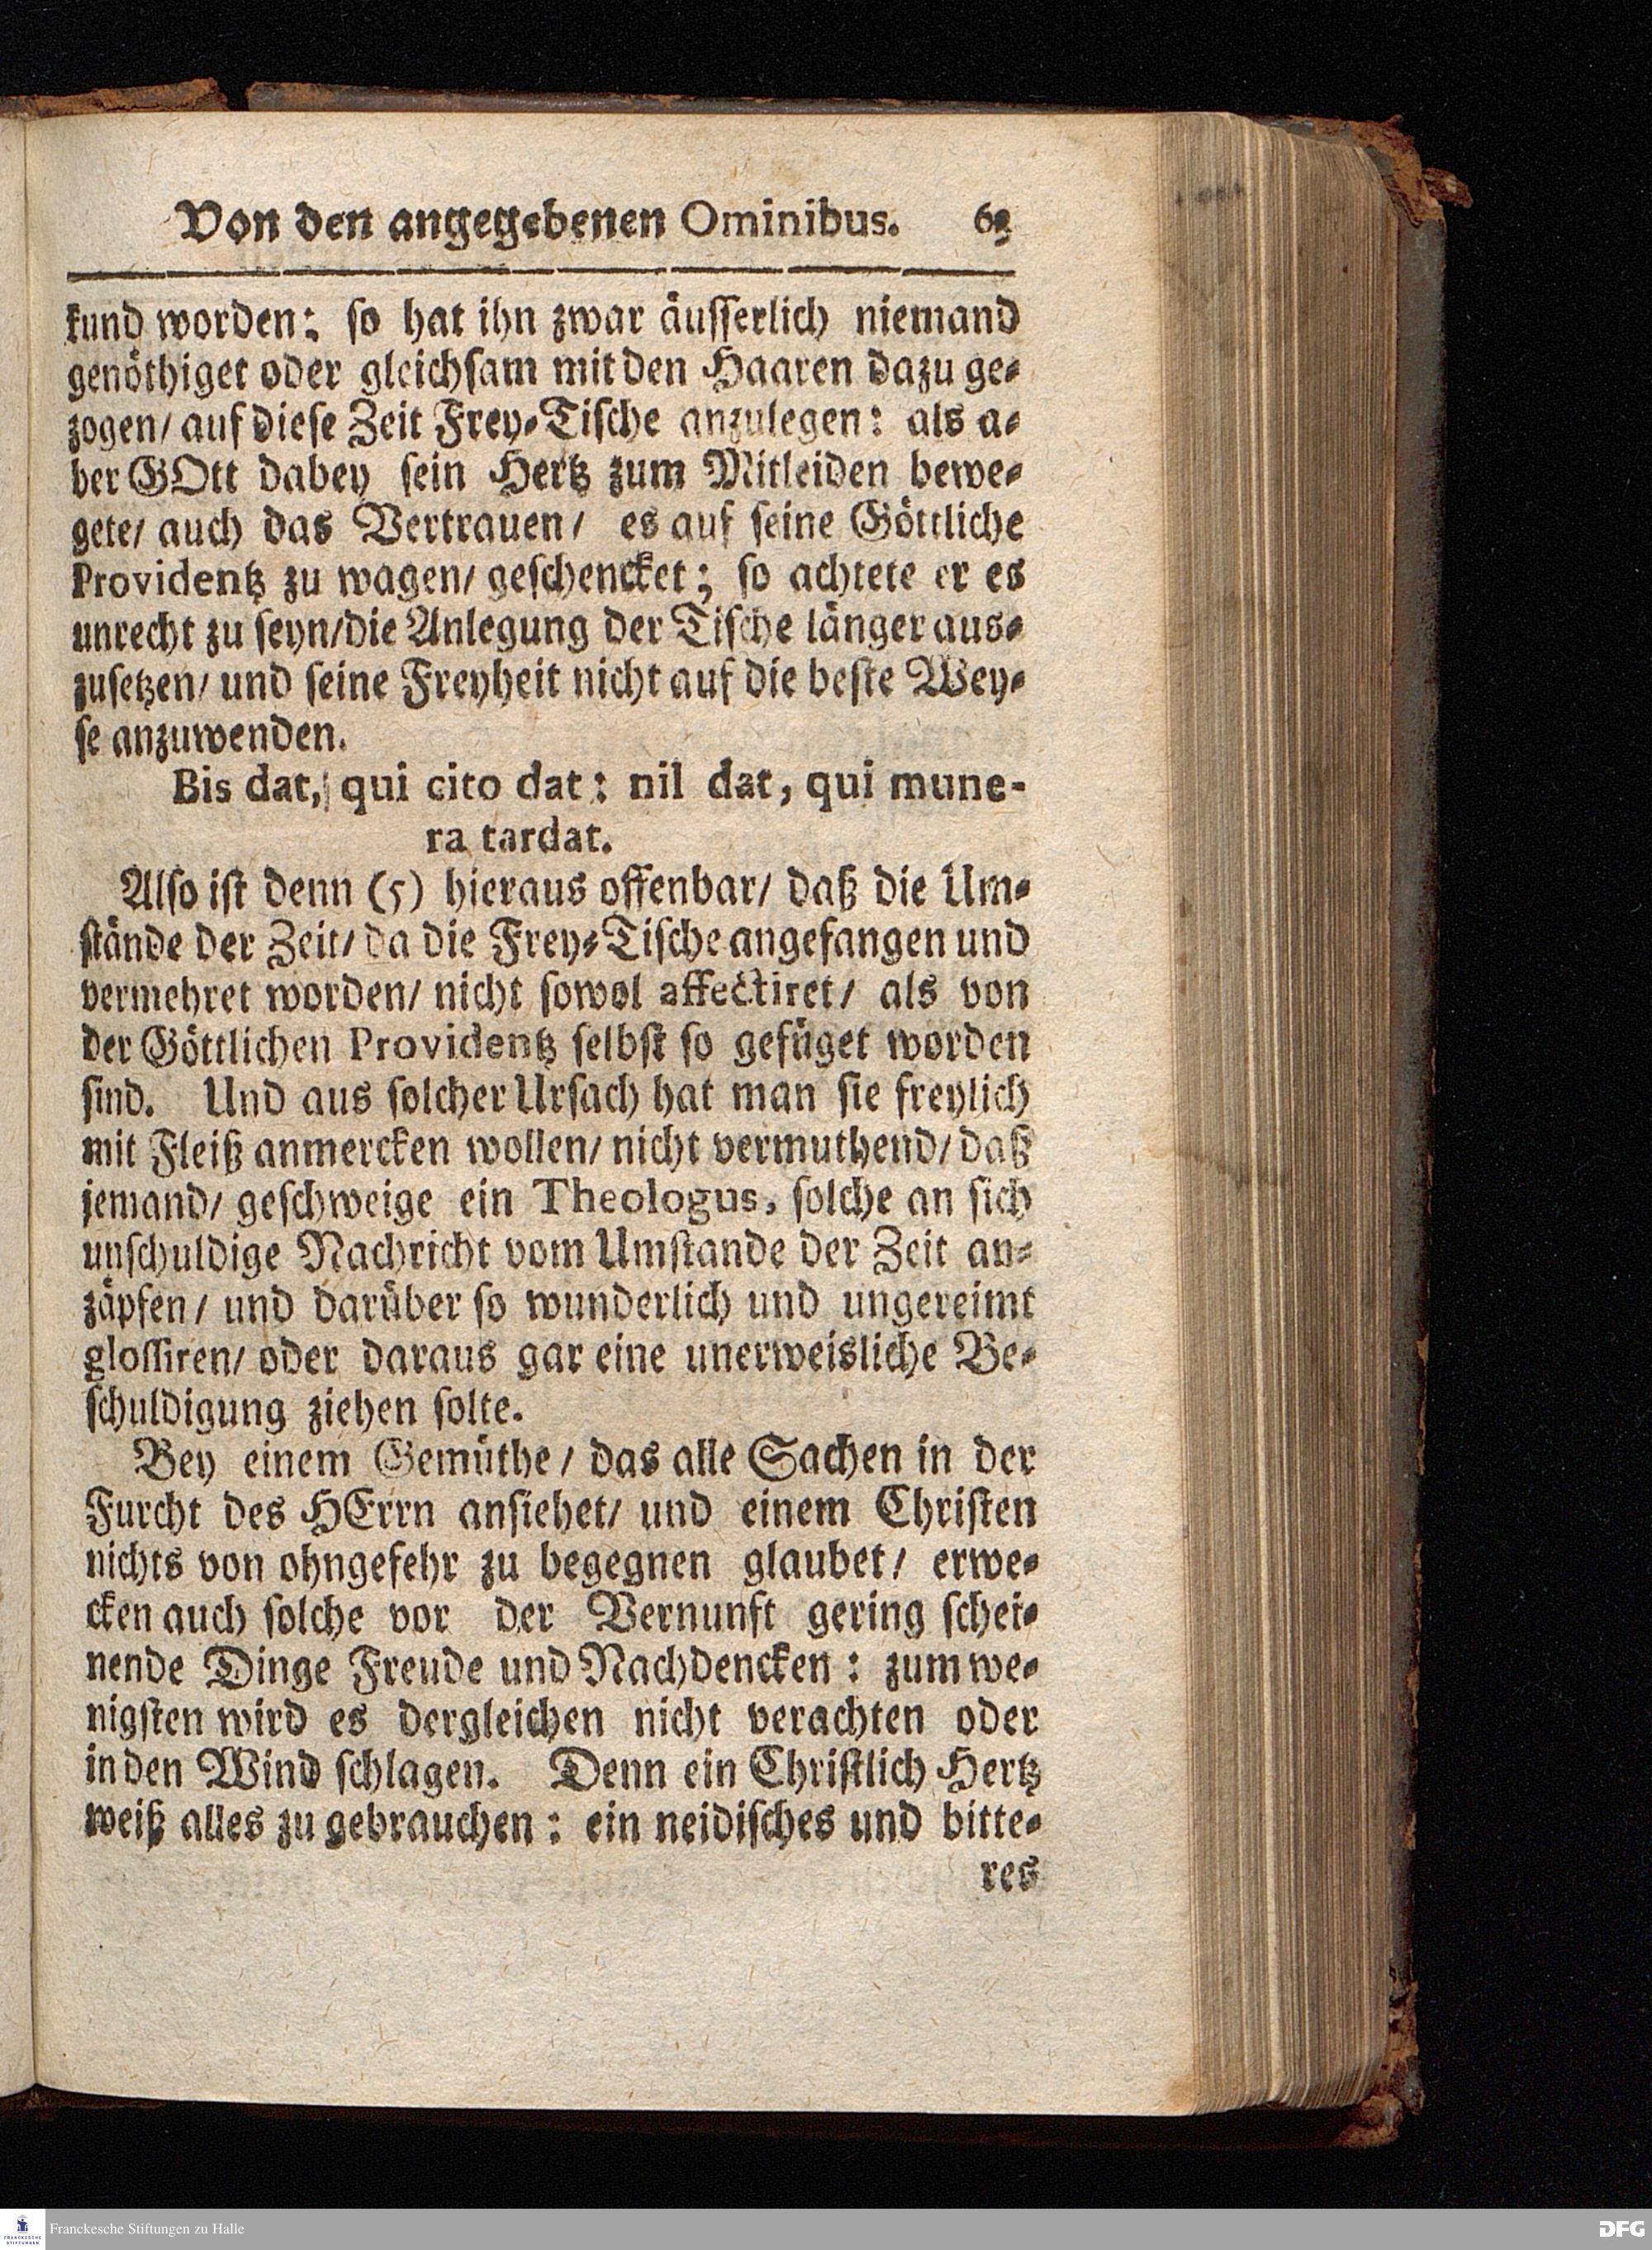 Von den angegebenen Ominibus.
kund worden: so hat ihn zwar äusserlich niemand
genöthiget oder gleichsam mit den Haaren dazu ge-
zogen/ auf diese Zeit Frey-Tische anzulegen: als a-
ber GOtt dabey sein Hertz zum Mitleiden bewe-
gete/ auch das Vertrauen/ es auf seine Göttliche
Providentz zu wagen/ geschencket; so achtete er es
unrecht zu seyn/die Anlegung der Tische länger aus-
zusetzen/ und seine Freyheit nicht auf die beste Wey-
se anzuwenden.
Bis dat, qui cito dat: nil dat, qui mune-
ra tardat.
Also ist denn (5) hieraus offenbar/ daß die Um-
stände der Zeit/ da die Frey-Tische angefangen und
vermehret worden/ nicht sowol affectiret/ als von
der Göttlichen Providentz selbst so gefüget worden
sind. Und aus solcher Ursach hat man sie freylich
mit Fleiß anmercken wollen/ nicht vermuthend/ daß
jemand/ geschweige ein Theologus, solche an sich
unschuldige Nachricht vom Umstande der Zeit an-
zäpfen/ und darüber so wunderlich und ungereimt
glossiren/ oder daraus gar eine unerweisliche Be-
schuldigung ziehen solte.
Bey einem Gemüthe/ das alle Sachen in der
Furcht des HErrn ansiehet/ und einem Christen
nichts von ohngefehr zu begegnen glaubet/ erwe-
cken auch solche vor der Vernunft gering schei-
nende Dinge Freude und Nachdencken: zum we-
nigsten wird es dergleichen nicht verachten oder
in den Wind schlagen. Denn ein Christlich Hertz
weiß alles zu gebrauchen: ein neidisches und bitte-
res
Franckesche Stiftungen zu Halle
DFG